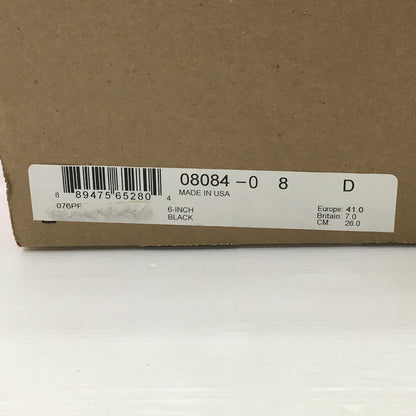 08084-0 8 D
MADE IN USA
8 89475 65280 4
076PF
6-INCH
BLACK
Europe: 41.0
Britain: 7.0
CM: 26.0